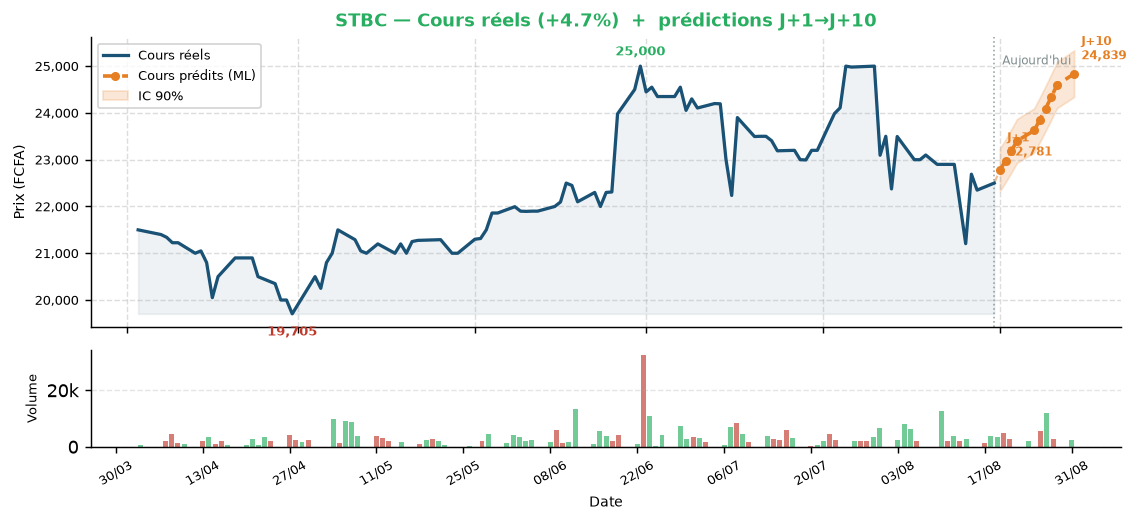 STBC — Cours réels (+4.7%) + prédictions J+1→J+10
Cours réels
Cours prédits (ML)
IC 90%
25,000
Aujourd'hui
J+10
24,839
J+1
22,781
19,705
Prix (FCFA)
25,000
24,000
23,000
22,000
21,000
20,000
Volume
20k
0
30/03
13/04
27/04
11/05
25/05
08/06
22/06
06/07
20/07
03/08
17/08
31/08
Date